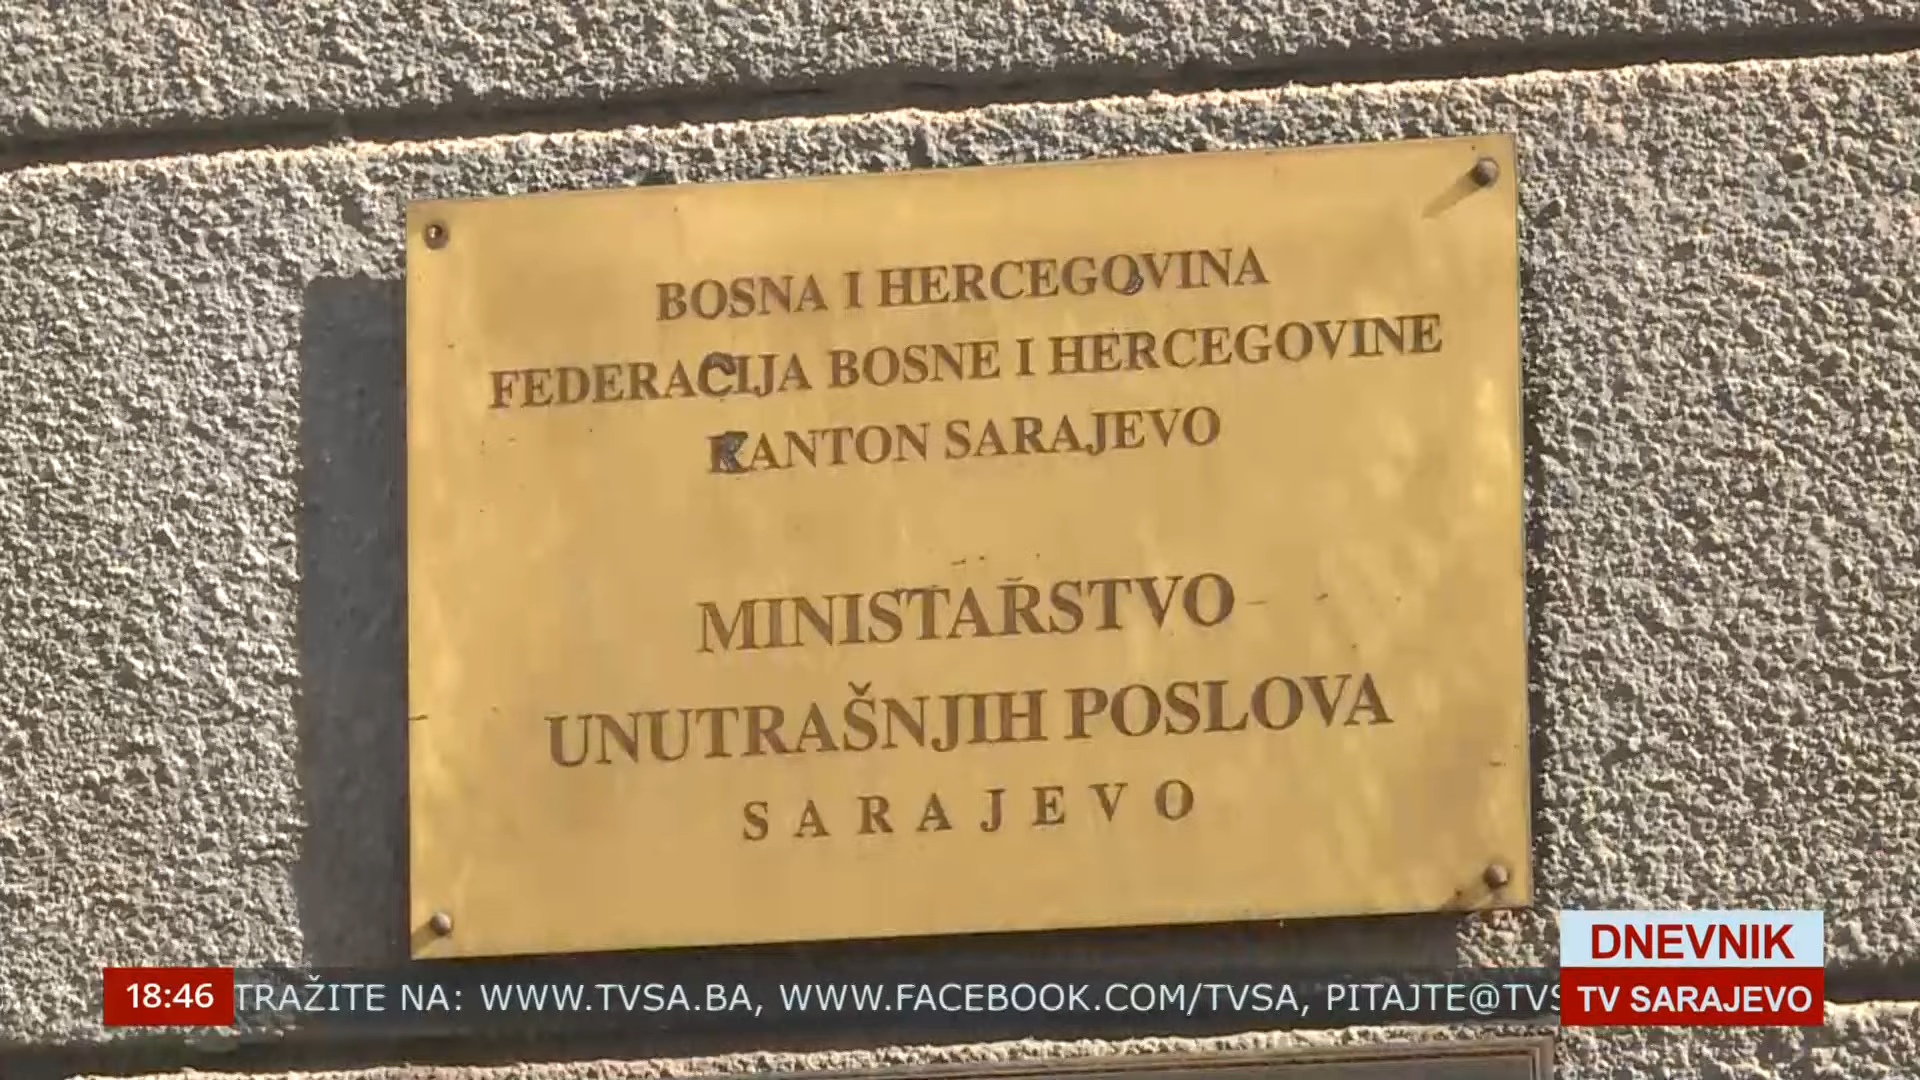 BOSNA I HERCEGOVINA
FEDERACIJA BOSNE I HERCEGOVINE
KANTON SARAJEVO
MINISTARSTVO
UNUTRAŠNJIH POSLOVA
SARAJEVO
DNEVNIK
18:46 TRAŽITE NA: WWW.TVSA.BA, WWW.FACEBOOK.COM/TVSA, PITAJTE@TVS
TV SARAJEVO